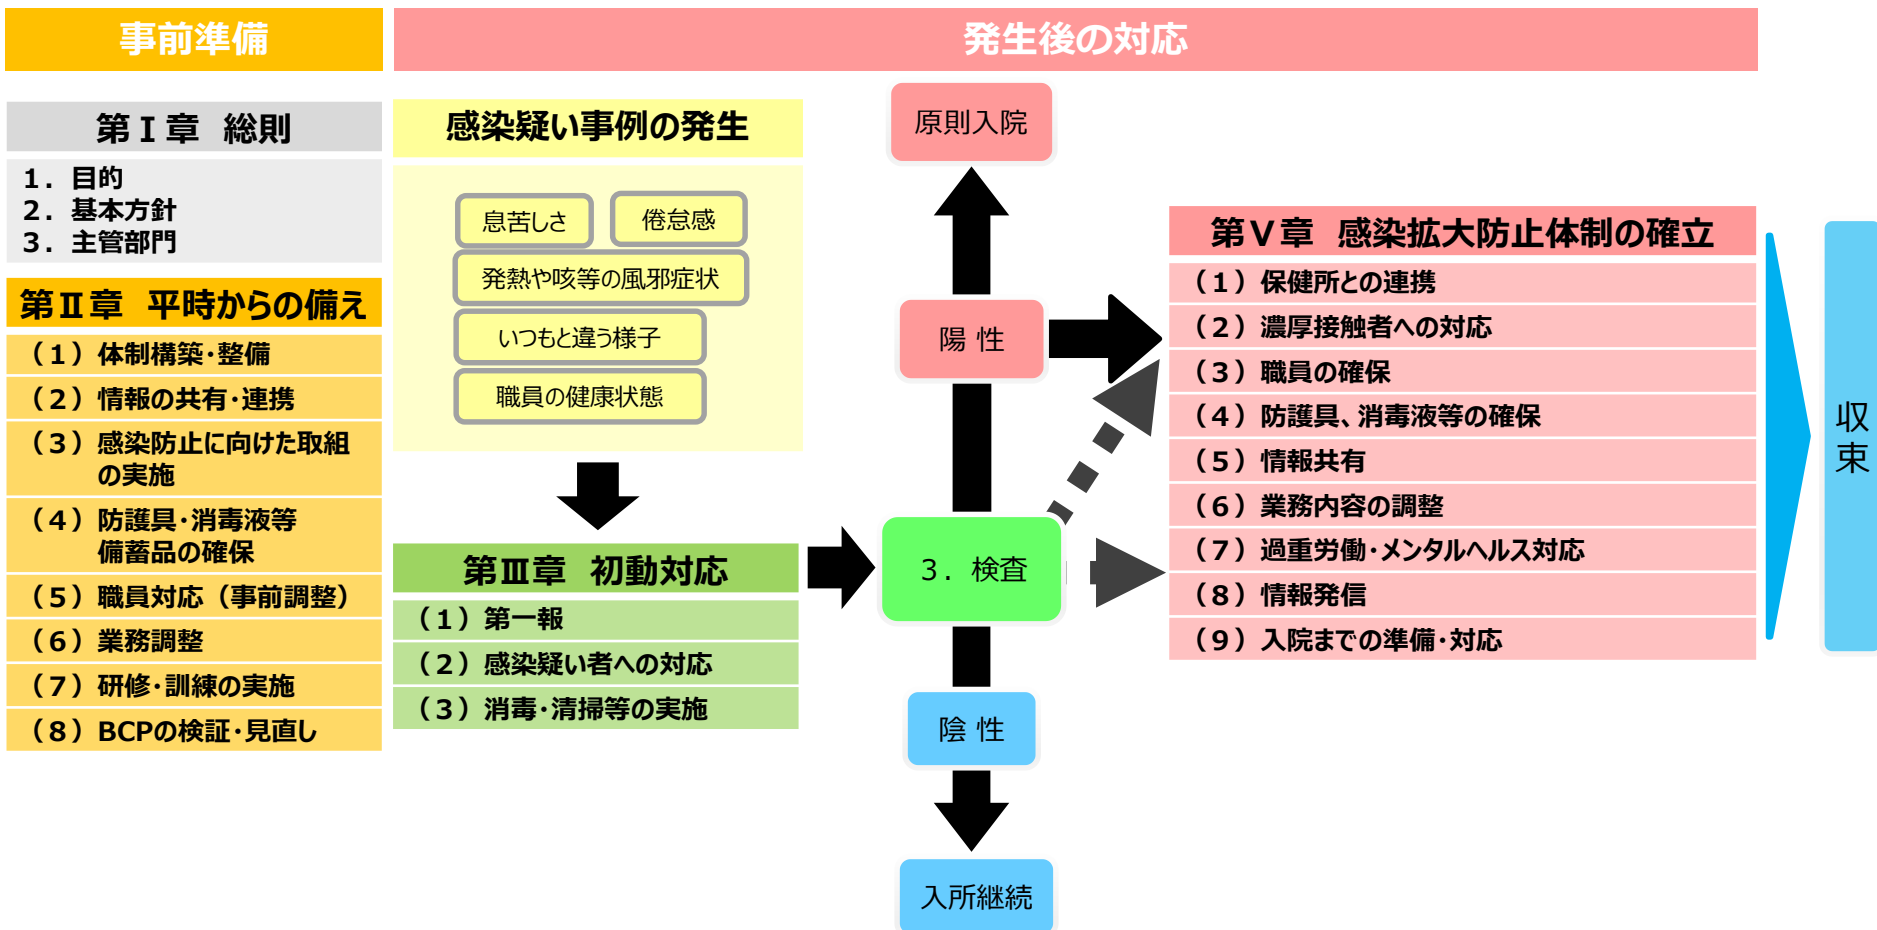 事前準備
発生後の対応
第Ⅰ章 総則
1. 目的
2. 基本方針
3. 主管部門
第Ⅱ章 平時からの備え
（1）体制構築・整備
（2）情報の共有・連携
（3）感染防止に向けた取組
の実施
（4）防護具・消毒液等
備蓄品の確保
（5）職員対応（事前調整）
（6）業務調整
（7）研修・訓練の実施
（8）BCPの検証・見直し
感染疑い事例の発生
息苦しさ
倦怠感
発熱や咳等の風邪症状
いつもと違う様子
職員の健康状態
第Ⅲ章 初動対応
（1）第一報
（2）感染疑い者への対応
（3）消毒・清掃等の実施
原則入院
陽 性
3. 検査
陰 性
入所継続
第Ⅴ章 感染拡大防止体制の確立
（1）保健所との連携
（2）濃厚接触者への対応
（3）職員の確保
（4）防護具、消毒液等の確保
（5）情報共有
（6）業務内容の調整
（7）過重労働・メンタルヘルス対応
（8）情報発信
（9）入院までの準備・対応
収束